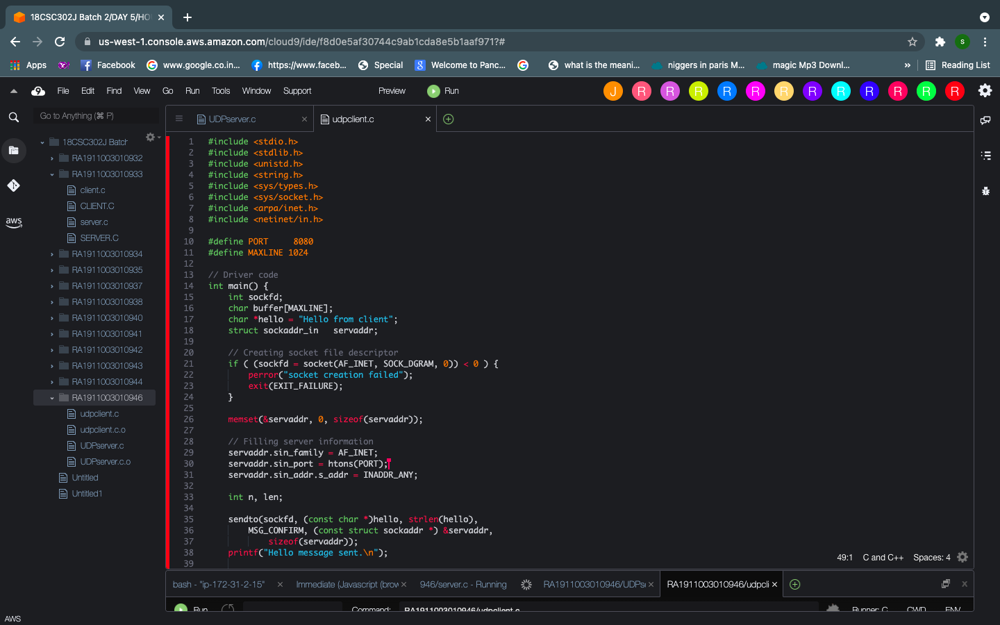 18CSC302J Batch 2/DAY 5/HO
us-west-1.console.aws.amazon.com/cloud9/ide/f8d0e5af30744c9ab1cda8e5b1aaf971?#
S
Apps
Facebook
www.google.co.in...
https://www.faceb...
Special
Welcome to Panc...
what is the meani...
niggers in paris M...
magic Mp3 Downl...
»
Reading List
9
File Edit Find View Go Run Tools Window Support
Preview
Run
J R R R R R R R R R R R R
Go to Anything (⌘ P)
UDPserver.c
udpclient.c
18CSC302J Batch
RA1911003010932
RA1911003010933
client.c
CLIENT.C
server.c
SERVER.C
RA1911003010934
RA1911003010935
RA1911003010937
RA1911003010938
RA1911003010940
RA1911003010941
RA1911003010942
RA1911003010943
RA1911003010944
RA1911003010946
udpclient.c
udpclient.c.o
UDPserver.c
UDPserver.c.o
Untitled
Untitled1
aws
1 #include <stdio.h>
2 #include <stdlib.h>
3 #include <unistd.h>
4 #include <string.h>
5 #include <sys/types.h>
6 #include <sys/socket.h>
7 #include <arpa/inet.h>
8 #include <netinet/in.h>
9
10 #define PORT     8080
11 #define MAXLINE 1024
12
13 // Driver code
14 int main() {
15     int sockfd;
16     char buffer[MAXLINE];
17     char *hello = "Hello from client";
18     struct sockaddr_in   servaddr;
19
20     // Creating socket file descriptor
21     if ( (sockfd = socket(AF_INET, SOCK_DGRAM, 0)) < 0 ) {
22         perror("socket creation failed");
23         exit(EXIT_FAILURE);
24     }
25
26     memset(&servaddr, 0, sizeof(servaddr));
27
28     // Filling server information
29     servaddr.sin_family = AF_INET;
30     servaddr.sin_port = htons(PORT);
31     servaddr.sin_addr.s_addr = INADDR_ANY;
32
33     int n, len;
34
35     sendto(sockfd, (const char *)hello, strlen(hello),
36         MSG_CONFIRM, (const struct sockaddr *) &servaddr,
37             sizeof(servaddr));
38     printf("Hello message sent.\n");
39
49:1 C and C++ Spaces: 4
bash - "ip-172-31-2-15"
Immediate (Javascript (brow
946/server.c - Running
RA1911003010946/UDPs
RA1911003010946/udpcli
Run
Command:
RA1911003010946/udpclient.c
Runner: C
CWD
ENV
AWS